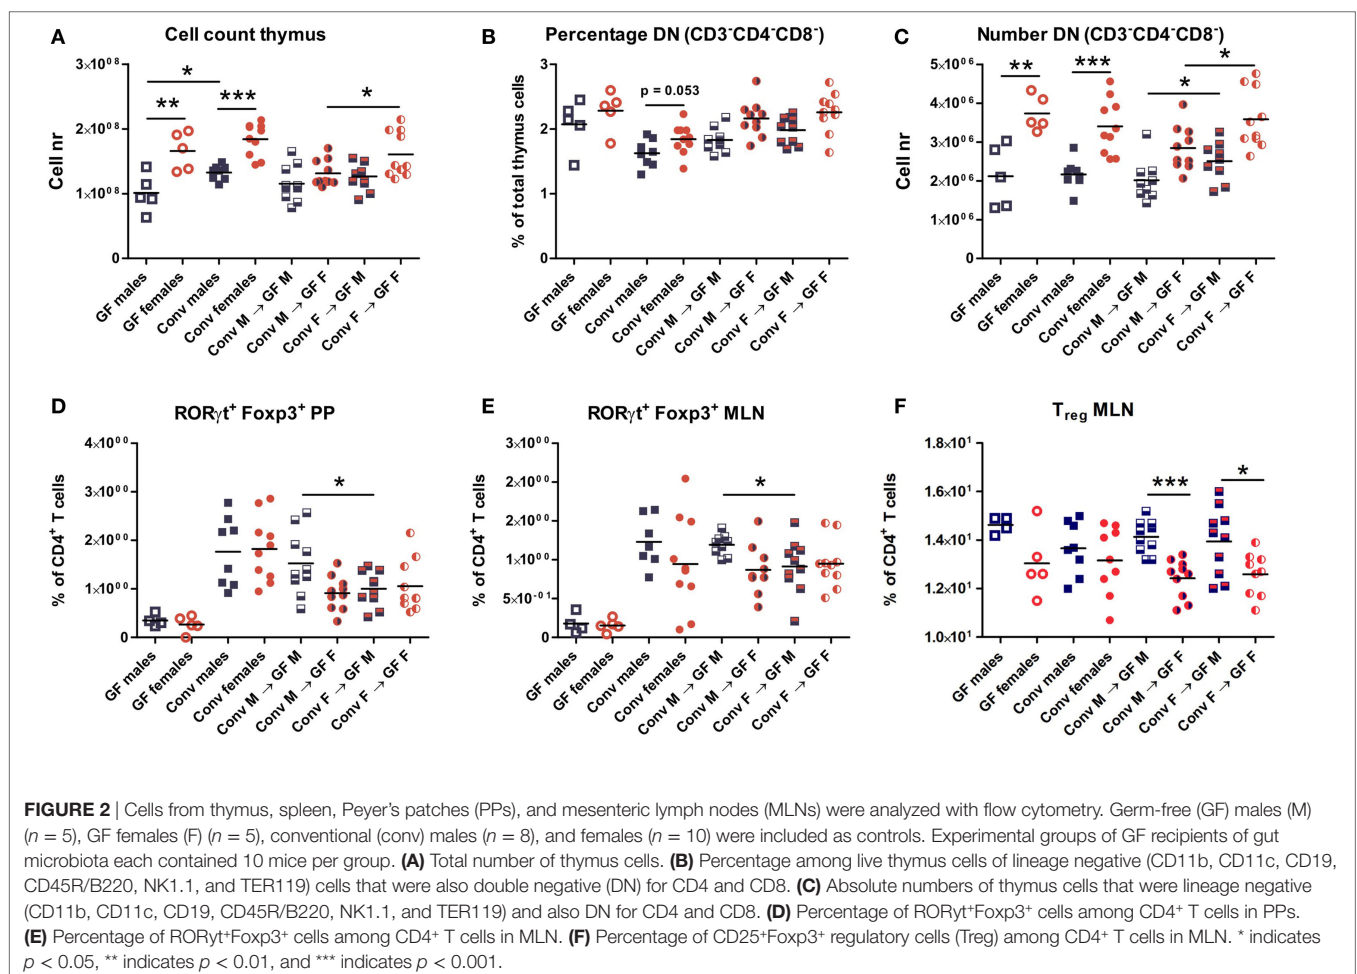 A
Cell count thymus
Cell nr
3×10⁰⁸
2×10⁰⁸
1×10⁰⁸
0
*
**
***
*
GF males
GF females
Conv males
Conv females
Conv M → GF M
Conv M → GF F
Conv F → GF M
Conv F → GF F
B
Percentage DN (CD3⁻CD4⁻CD8⁻)
% of total thymus cells
3
2
1
0
p = 0.053
GF males
GF females
Conv males
Conv females
Conv M → GF M
Conv M → GF F
Conv F → GF M
Conv F → GF F
C
Number DN (CD3⁻CD4⁻CD8⁻)
Cell nr
5×10⁰⁶
4×10⁰⁶
3×10⁰⁶
2×10⁰⁶
1×10⁰⁶
0
**
***
*
*
GF males
GF females
Conv males
Conv females
Conv M → GF M
Conv M → GF F
Conv F → GF M
Conv F → GF F
D
RORγt⁺ Foxp3⁺ PP
% of CD4⁺ T cells
4×10⁰⁰
3×10⁰⁰
2×10⁰⁰
1×10⁰⁰
0
*
GF males
GF females
Conv males
Conv females
Conv M → GF M
Conv M → GF F
Conv F → GF M
Conv F → GF F
E
RORγt⁺ Foxp3⁺ MLN
% of CD4⁺ T cells
3×10⁰⁰
2×10⁰⁰
2×10⁰⁰
1×10⁰⁰
5×10⁻⁰¹
0
*
GF males
GF females
Conv males
Conv females
Conv M → GF M
Conv M → GF F
Conv F → GF M
Conv F → GF F
F
Treg MLN
% of CD4⁺ T cells
1.8×10¹
1.6×10¹
1.4×10¹
1.2×10¹
1.0×10¹
***
*
GF males
GF females
Conv males
Conv females
Conv M → GF M
Conv M → GF F
Conv F → GF M
Conv F → GF F
FIGURE 2 | Cells from thymus, spleen, Peyer's patches (PPs), and mesenteric lymph nodes (MLNs) were analyzed with flow cytometry. Germ-free (GF) males (M)
(n = 5), GF females (F) (n = 5), conventional (conv) males (n = 8), and females (n = 10) were included as controls. Experimental groups of GF recipients of gut
microbiota each contained 10 mice per group. (A) Total number of thymus cells. (B) Percentage among live thymus cells of lineage negative (CD11b, CD11c, CD19,
CD45R/B220, NK1.1, and TER119) cells that were also double negative (DN) for CD4 and CD8. (C) Absolute numbers of thymus cells that were lineage negative
(CD11b, CD11c, CD19, CD45R/B220, NK1.1, and TER119) and also DN for CD4 and CD8. (D) Percentage of RORyt⁺Foxp3⁺ cells among CD4⁺ T cells in PPs.
(E) Percentage of RORyt⁺Foxp3⁺ cells among CD4⁺ T cells in MLN. (F) Percentage of CD25⁺Foxp3⁺ regulatory cells (Treg) among CD4⁺ T cells in MLN. * indicates
p < 0.05, ** indicates p < 0.01, and *** indicates p < 0.001.